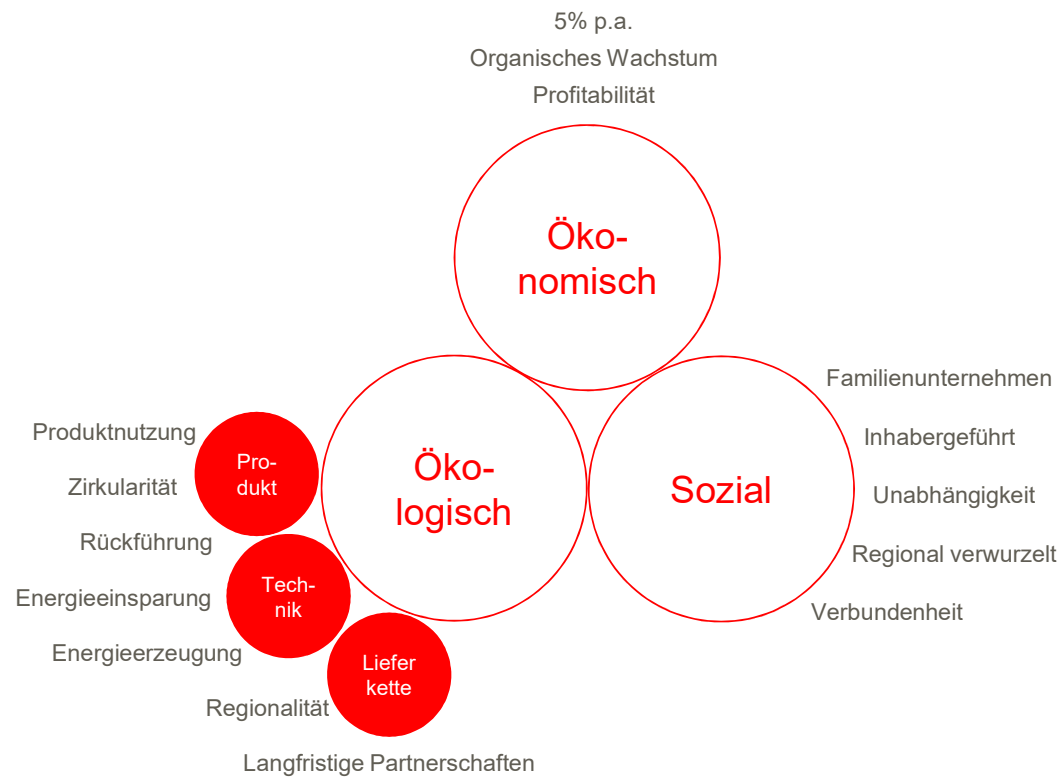 5% p.a.
Organisches Wachstum
Profitabilität
Öko-
nomisch
Familienunternehmen
Inhabergeführt
Unabhängigkeit
Regional verwurzelt
Verbundenheit
Sozial
Öko-
logisch
Produktnutzung
Zirkularität
Rückführung
Energieeinsparung
Energieerzeugung
Regionalität
Langfristige Partnerschaften
Pro-
dukt
Tech-
nik
Liefer
kette